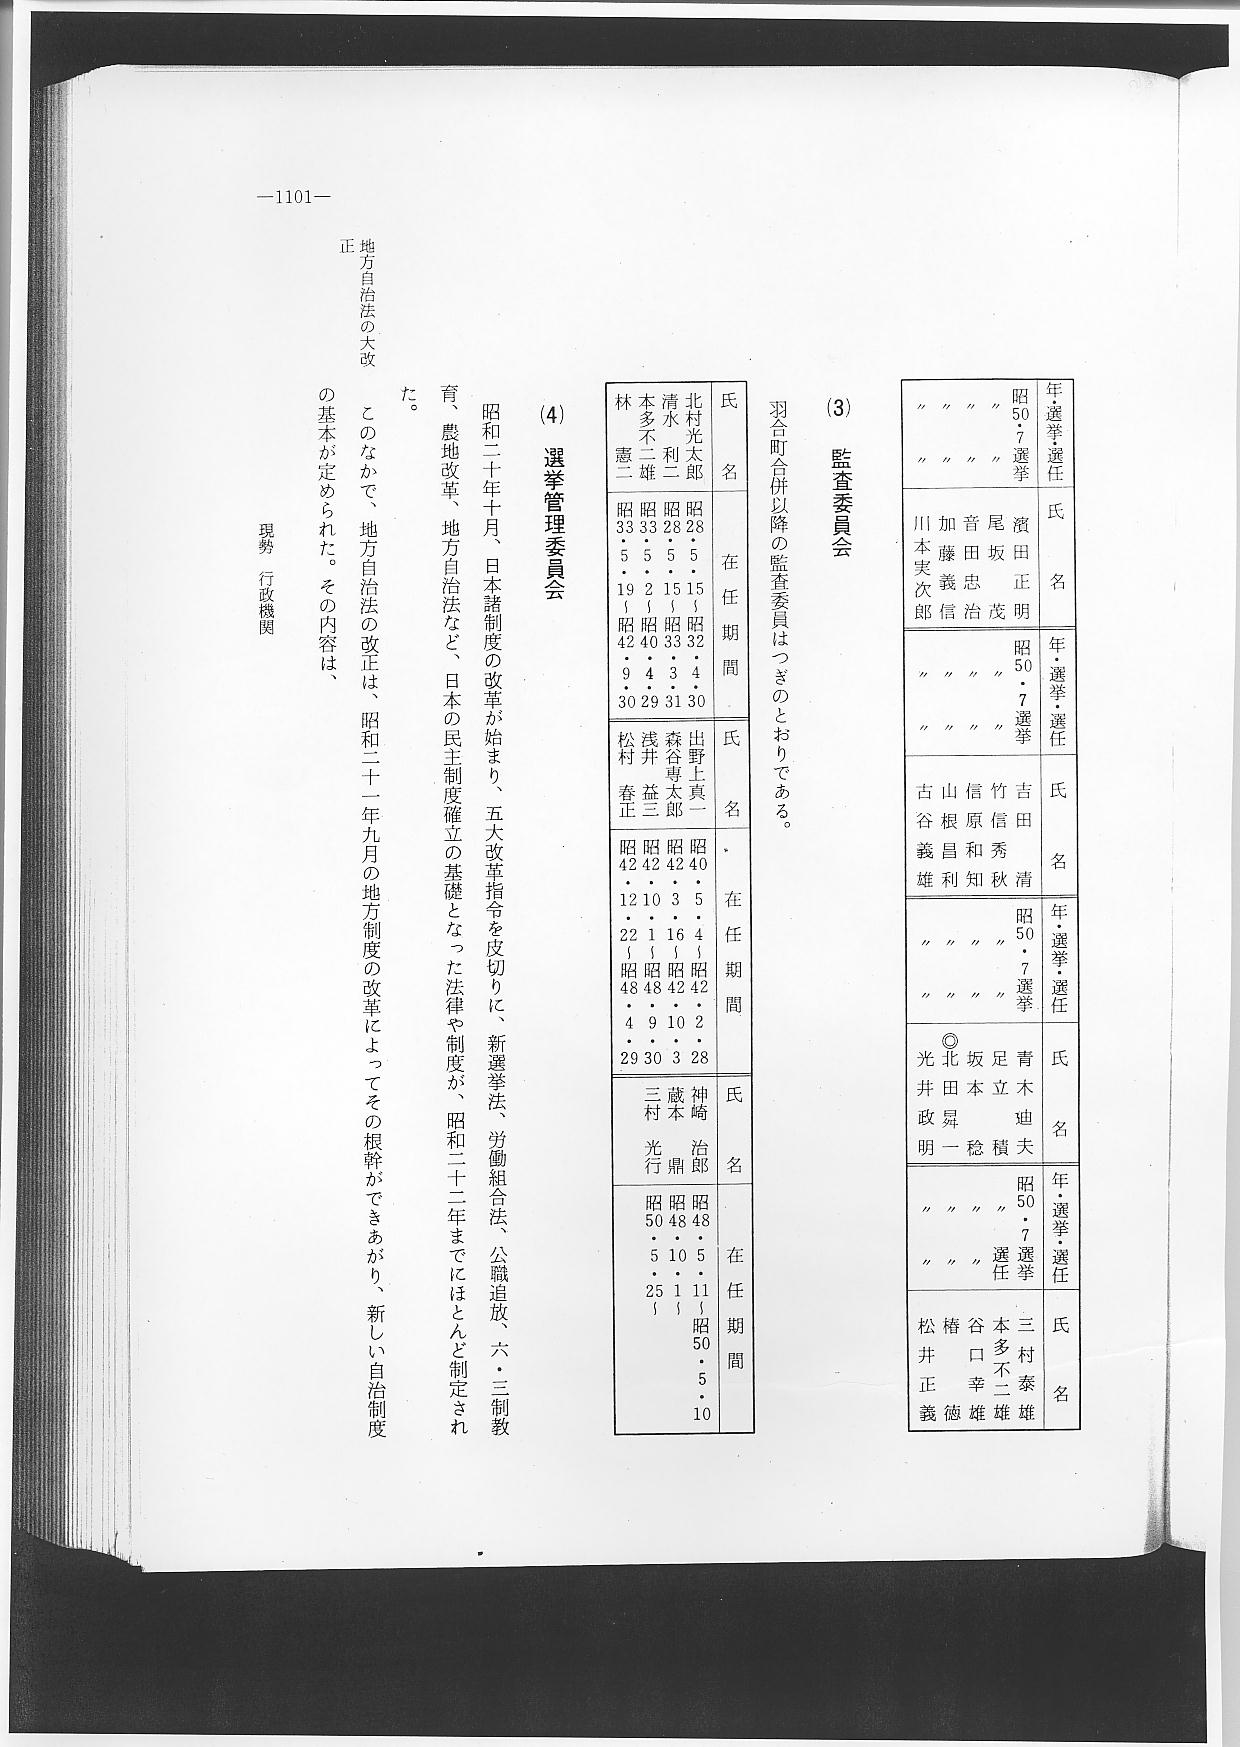 年・選挙・選任
昭50・7選挙
〃 〃
〃 〃
〃 〃
〃 〃
氏名
濱田正明
尾坂茂
音田忠治
加藤義信
川本実次郎
年・選挙・選任
昭50・7選挙
〃 〃
〃 〃
〃 〃
〃 〃
氏名
吉田清
竹信秀秋
信原和知
山根昌利
古谷義雄
年・選挙・選任
昭50・7選挙
〃 〃
〃 〃
〃 〃
〃 〃
氏名
青木迪夫
足立積
坂本稔
◎北田昇一
光井政明
年・選挙・選任
昭50・7選挙
〃 選任
〃 〃
〃 〃
〃 〃
氏名
三村泰雄
本多不二雄
谷口幸雄
椿徳
松井正義
(3) 監査委員会
羽合町合併以降の監査委員はつぎのとおりである。
氏名
北村光太郎
清水利二
本多不二雄
林憲二
在任期間
昭28・5・15~昭32・4・30
昭28・5・15~昭33・3・31
昭33・5・2~昭40・4・29
昭33・5・19~昭42・9・30
氏名
出野上真一
森谷専太郎
浅井益三
松村春正
在任期間
昭40・5・4~昭42・2・28
昭42・3・16~昭42・10・3
昭42・10・1~昭48・9・30
昭42・12・22~昭48・4・29
氏名
神崎治郎
蔵本鼎
三村光行
在任期間
昭48・5・11~昭50・5・10
昭48・10・1~
昭50・5・25~
(4) 選挙管理委員会
昭和二十年十月、日本諸制度の改革が始まり、五大改革指令を皮切りに、新選挙法、労働組合法、公職追放、六・三制教
育、農地改革、地方自治法など、日本の民主制度確立の基礎となった法律や制度が、昭和二十二年までにほとんど制定され
た。
地方自治法の大改
正
このなかで、地方自治法の改正は、昭和二十一年九月の地方制度の改革によってその根幹ができあがり、新しい自治制度
の基本が定められた。その内容は、
現勢 行政機関
―1101―